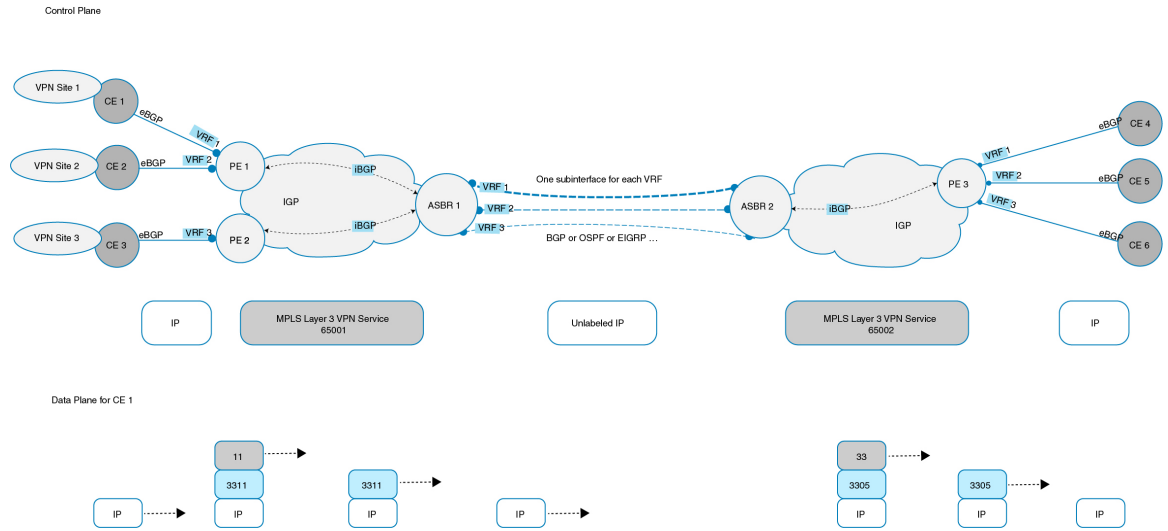 Control Plane
VPN Site 1
CE 1
eBGP
VRF 1
VPN Site 2
CE 2
eBGP
VRF 2
PE 1
VPN Site 3
CE 3
eBGP
VRF 3
PE 2
iBGP
IGP
iBGP
ASBR 1
VRF 1
VRF 2
VRF 3
One subinterface for each VRF
BGP or OSPF or EIGRP ...
ASBR 2
iBGP
IGP
PE 3
VRF 1
VRF 2
VRF 3
eBGP
CE 4
eBGP
CE 5
eBGP
CE 6
IP
MPLS Layer 3 VPN Service
65001
Unlabeled IP
MPLS Layer 3 VPN Service
65002
IP
Data Plane for CE 1
IP
11
3311
IP
3311
IP
IP
33
3305
IP
3305
IP
IP